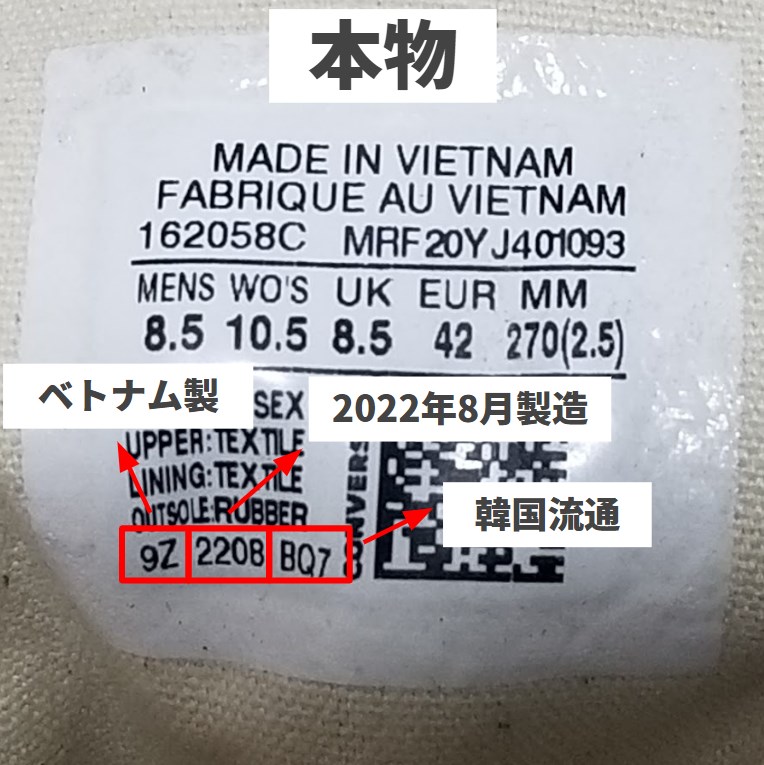 本物
MADE IN VIETNAM
FABRIQUE AU VIETNAM
162058C MRF20YJ401093
MENS WO'S UK EUR MM
8.5 10.5 8.5 42 270(2.5)
ベトナム製
SEX
2022年8月製造
UPPER:TEXTILE
LINING:TEXTILE
OUTSOLE:RUBBER
韓国流通
9Z 2208 BQ7